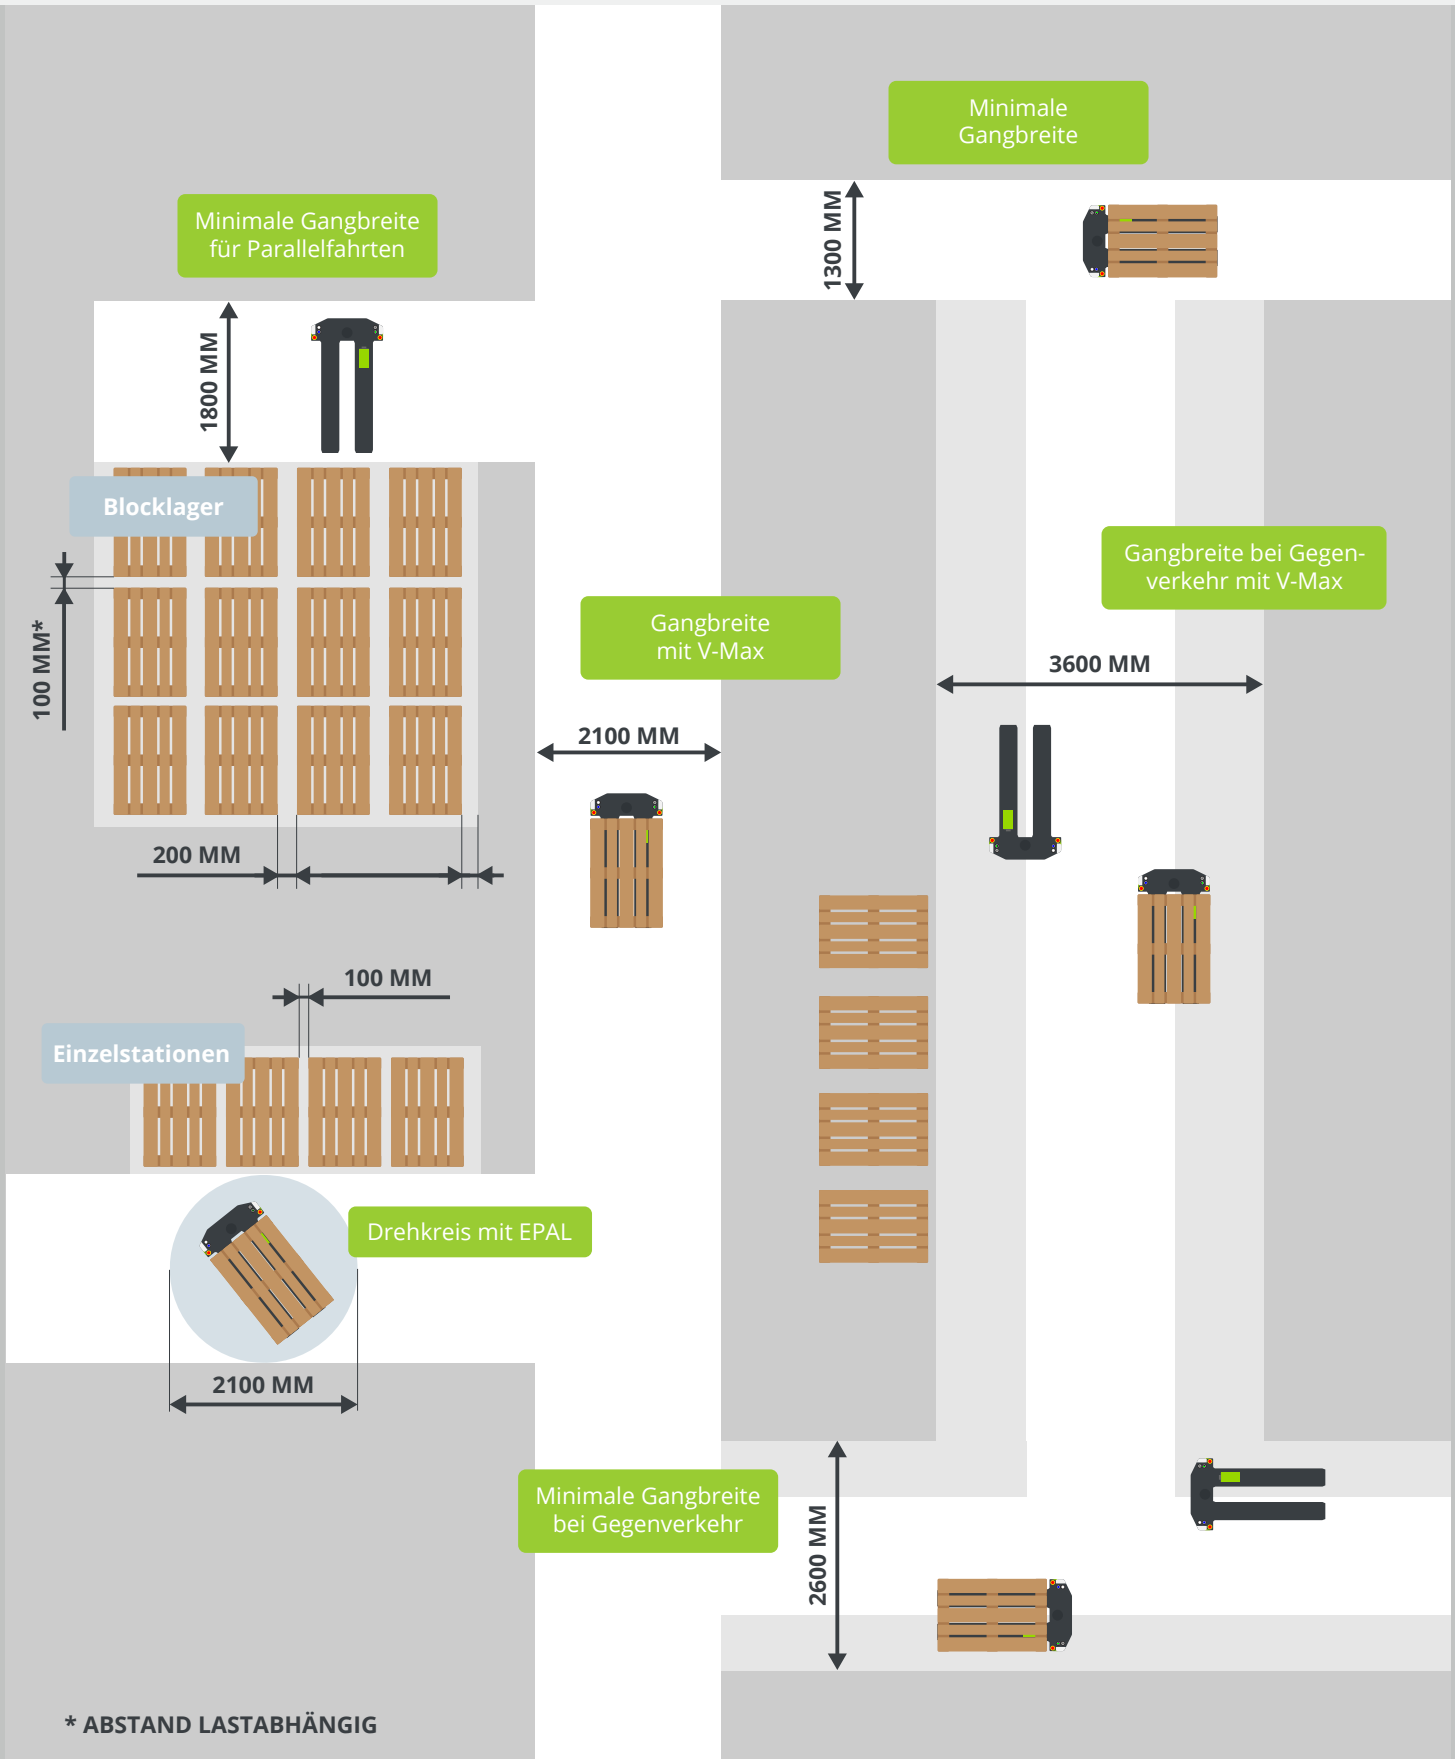 Minimale
Gangbreite
1300 MM
Minimale Gangbreite
für Parallelfahrten
1800 MM
Blocklager
100 MM*
200 MM
Gangbreite
mit V-Max
2100 MM
Gangbreite bei Gegen-
verkehr mit V-Max
3600 MM
100 MM
Einzelstationen
Drehkreis mit EPAL
2100 MM
Minimale Gangbreite
bei Gegenverkehr
2600 MM
* ABSTAND LASTABHÄNGIG